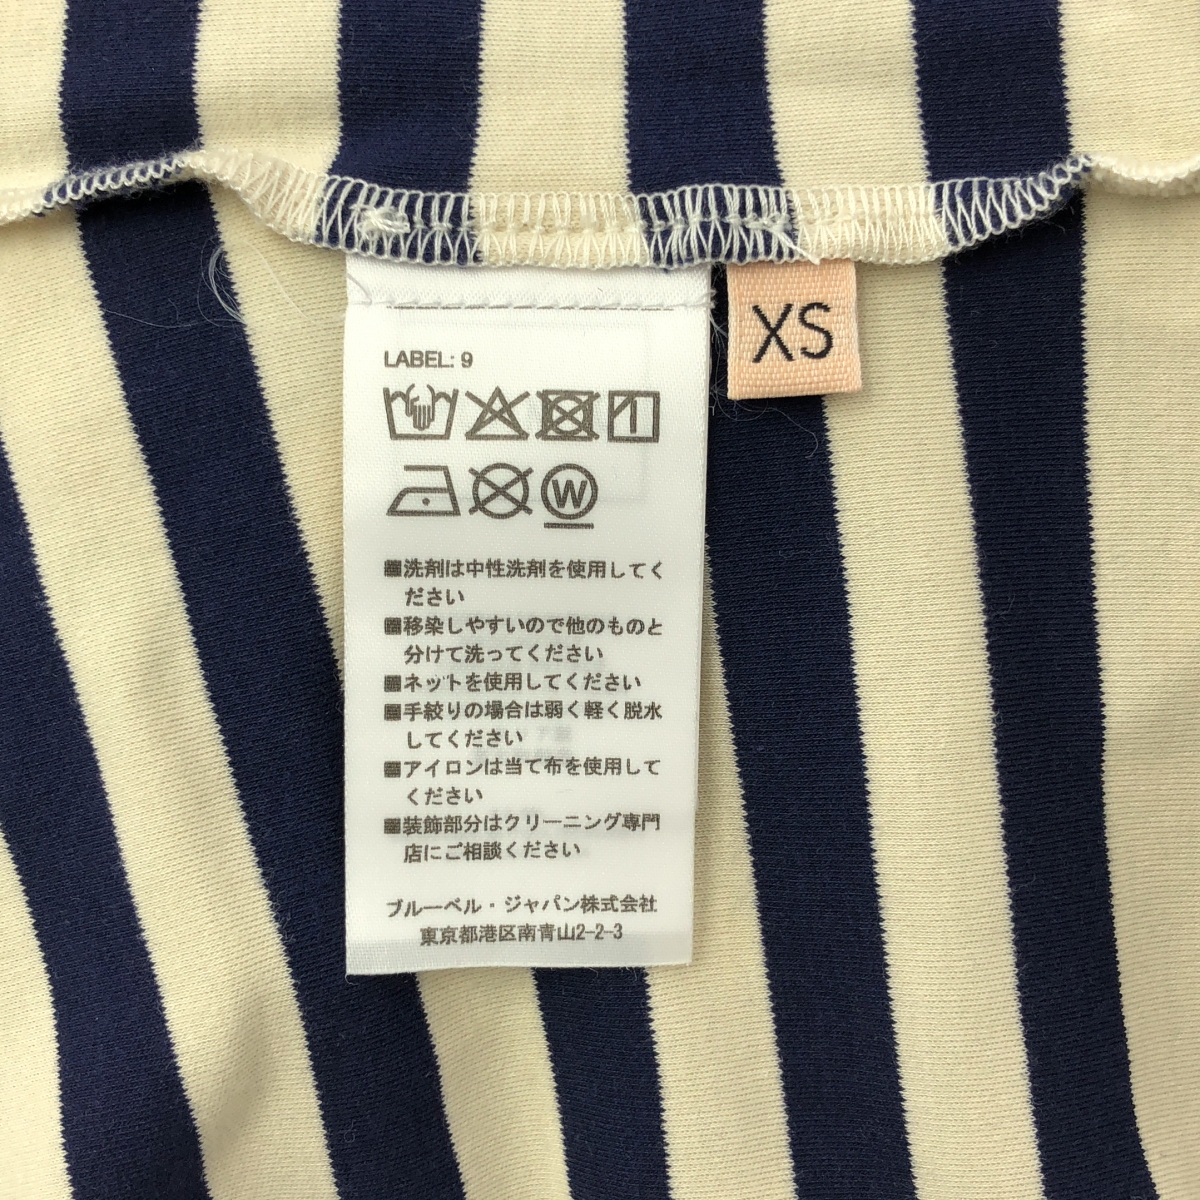 XS
LABEL: 9
W
■洗剤は中性洗剤を使用してく
ださい
■移染しやすいので他のものと
分けて洗ってください
■ネットを使用してください
■手絞りの場合は弱く軽く脱水
してください
■アイロンは当て布を使用して
ください
■装飾部分はクリーニング専門
店にご相談ください
ブルーベル・ジャパン株式会社
東京都港区南青山2-2-3